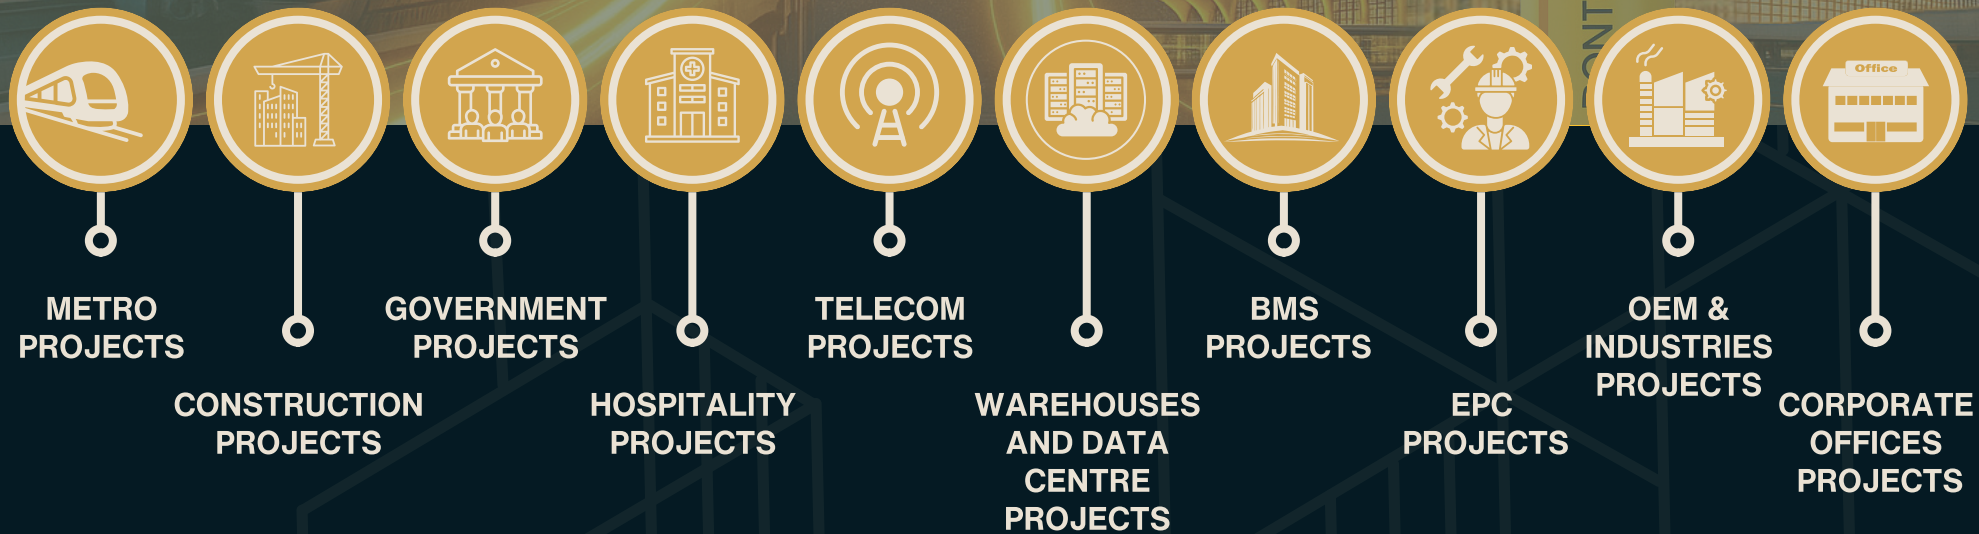 ONT
Office
METRO
PROJECTS
CONSTRUCTION
PROJECTS
GOVERNMENT
PROJECTS
HOSPITALITY
PROJECTS
TELECOM
PROJECTS
WAREHOUSES
AND DATA
CENTRE
PROJECTS
BMS
PROJECTS
EPC
PROJECTS
OEM &
INDUSTRIES
PROJECTS
CORPORATE
OFFICES
PROJECTS